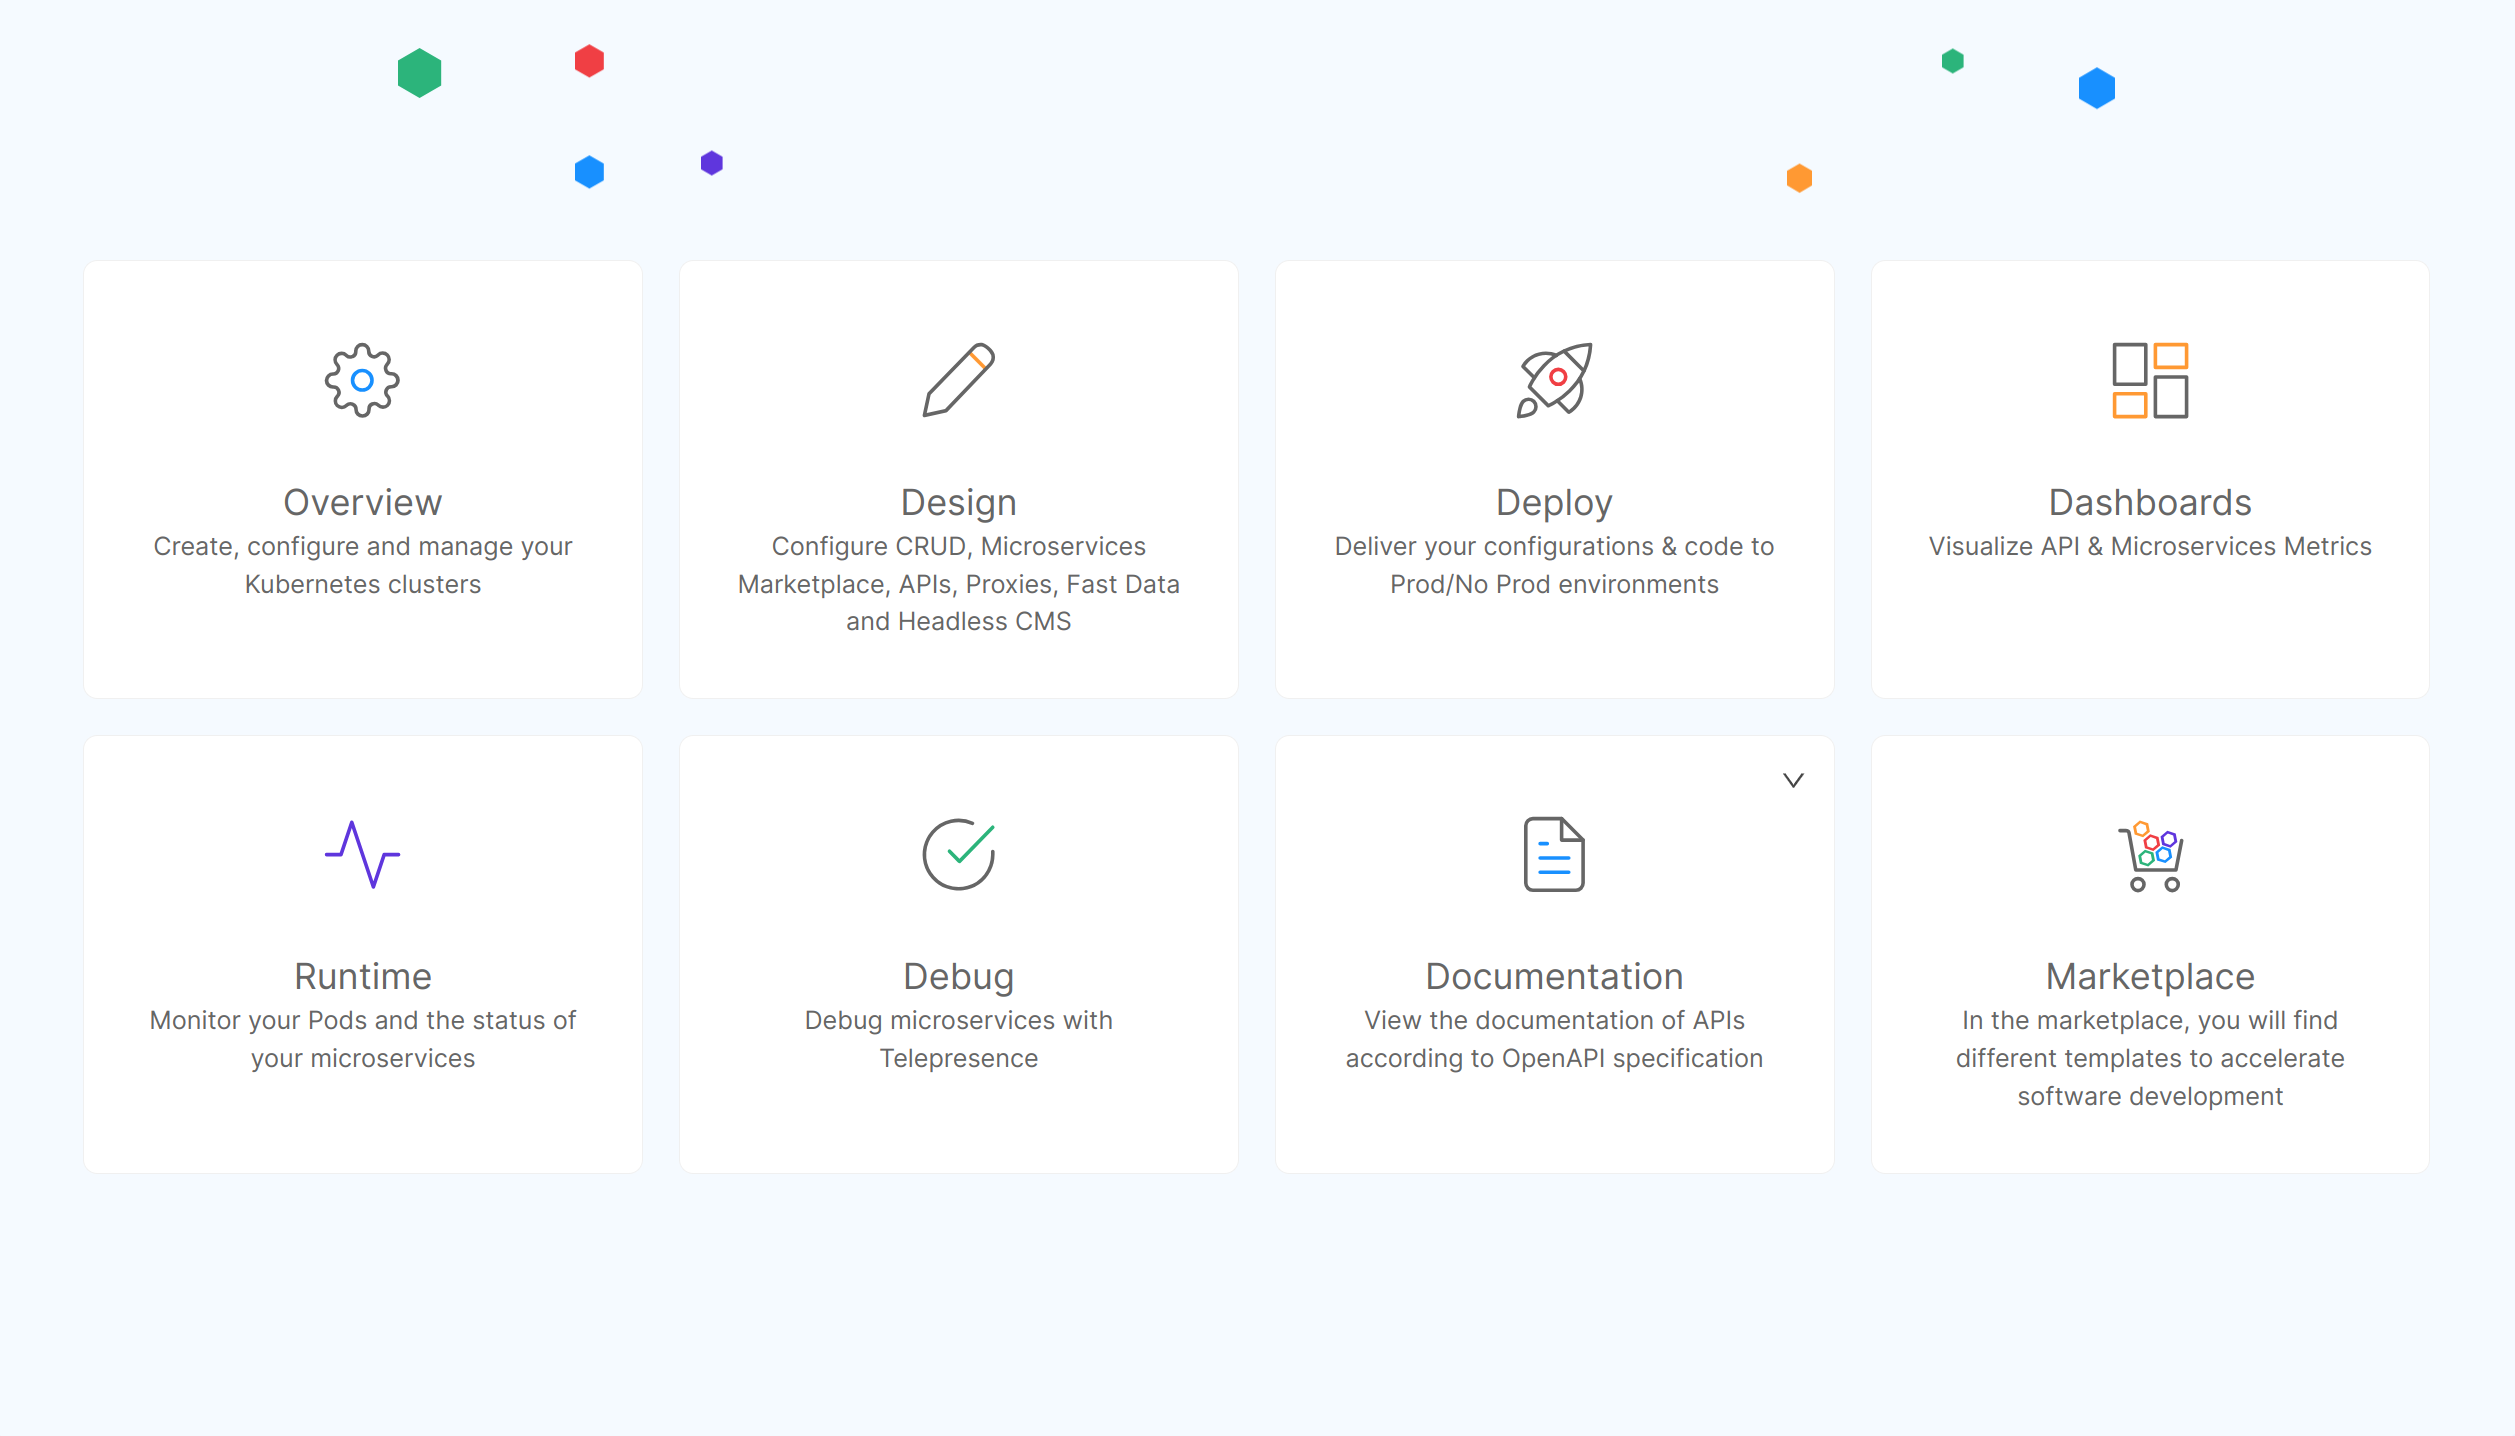 Overview
Create, configure and manage your
Kubernetes clusters
Design
Configure CRUD, Microservices
Marketplace, APIs, Proxies, Fast Data
and Headless CMS
Deploy
Deliver your configurations & code to
Prod/No Prod environments
Dashboards
Visualize API & Microservices Metrics
Runtime
Monitor your Pods and the status of
your microservices
Debug
Debug microservices with
Telepresence
Documentation
View the documentation of APIs
according to OpenAPI specification
Marketplace
In the marketplace, you will find
different templates to accelerate
software development